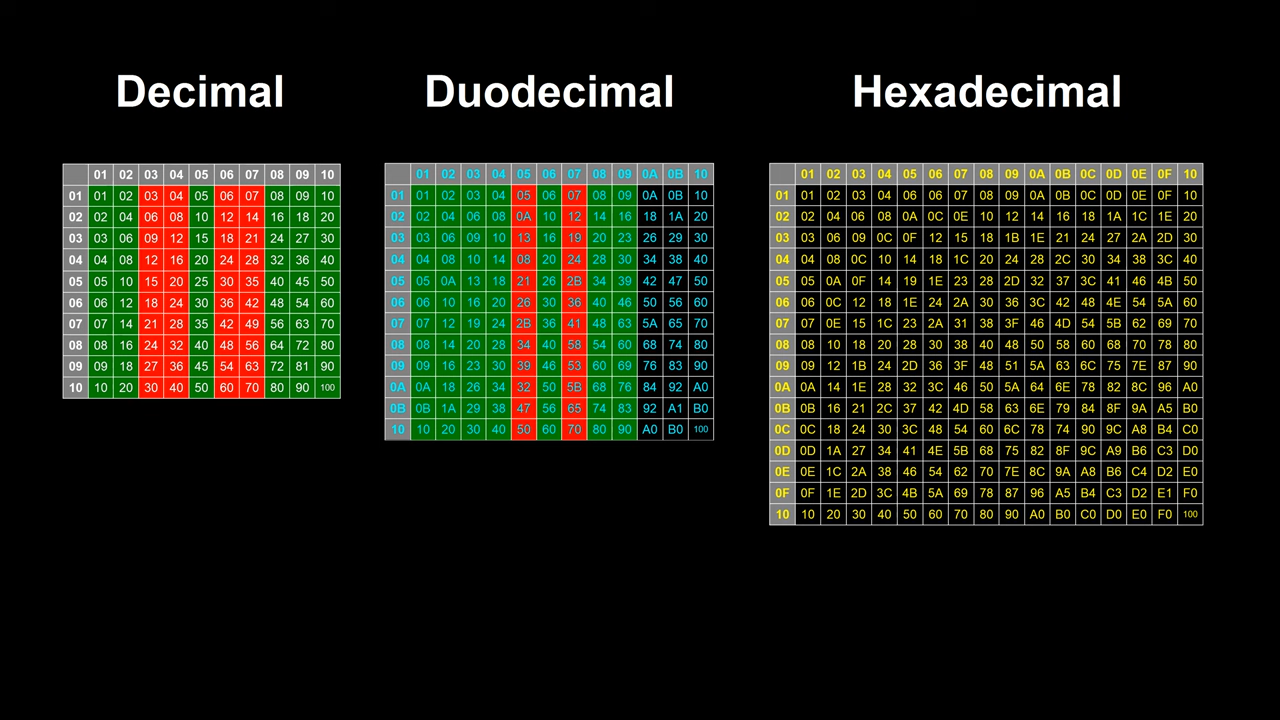 Decimal
01 02 03 04 05 06 07 08 09 10
01 01 02 03 04 05 06 07 08 09 10
02 02 04 06 08 10 12 14 16 18 20
03 03 06 09 12 15 18 21 24 27 30
04 04 08 12 16 20 24 28 32 36 40
05 05 10 15 20 25 30 35 40 45 50
06 06 12 18 24 30 36 42 48 54 60
07 07 14 21 28 35 42 49 56 63 70
08 08 16 24 32 40 48 56 64 72 80
09 09 18 27 36 45 54 63 72 81 90
10 10 20 30 40 50 60 70 80 90 100
Duodecimal
01 02 03 04 05 06 07 08 09 0A 0B 10
01 01 02 03 04 05 06 07 08 09 0A 0B 10
02 02 04 06 08 0A 10 12 14 16 18 1A 20
03 03 06 09 10 13 16 19 20 23 26 29 30
04 04 08 10 14 08 20 24 28 30 34 38 40
05 05 0A 13 18 21 26 2B 34 39 42 47 50
06 06 10 16 20 26 30 36 40 46 50 56 60
07 07 12 19 24 2B 36 41 48 63 5A 65 70
08 08 14 20 28 34 40 58 54 60 68 74 80
09 09 16 23 30 39 46 53 60 69 76 83 90
0A 0A 18 26 34 32 50 5B 68 76 84 92 A0
0B 0B 1A 29 38 47 56 65 74 83 92 A1 B0
10 10 20 30 40 50 60 70 80 90 A0 B0 100
Hexadecimal
01 02 03 04 05 06 07 08 09 0A 0B 0C 0D 0E 0F 10
01 01 02 03 04 05 06 07 08 09 0A 0B 0C 0D 0E 0F 10
02 02 04 06 08 0A 0C 0E 10 12 14 16 18 1A 1C 1E 20
03 03 06 09 0C 0F 12 15 18 1B 1E 21 24 27 2A 2D 30
04 04 08 0C 10 14 18 1C 20 24 28 2C 30 34 38 3C 40
05 05 0A 0F 14 19 1E 23 28 2D 32 37 3C 41 46 4B 50
06 06 0C 12 18 1E 24 2A 30 36 3C 42 48 4E 54 5A 60
07 07 0E 15 1C 23 2A 31 38 3F 46 4D 54 5B 62 69 70
08 08 10 18 20 28 30 38 40 48 50 58 60 68 70 78 80
09 09 12 1B 24 2D 36 3F 48 51 5A 63 6C 75 7E 87 90
0A 0A 14 1E 28 32 3C 46 50 5A 64 6E 78 82 8C 96 A0
0B 0B 16 21 2C 37 42 4D 58 63 6E 79 84 8F 9A A5 B0
0C 0C 18 24 30 3C 48 54 60 6C 78 74 90 9C A8 B4 C0
0D 0D 1A 27 34 41 4E 5B 68 75 82 8F 9C A9 B6 C3 D0
0E 0E 1C 2A 38 46 54 62 70 7E 8C 9A A8 B6 C4 D2 E0
0F 0F 1E 2D 3C 4B 5A 69 78 87 96 A5 B4 C3 D2 E1 F0
10 10 20 30 40 50 60 70 80 90 A0 B0 C0 D0 E0 F0 100